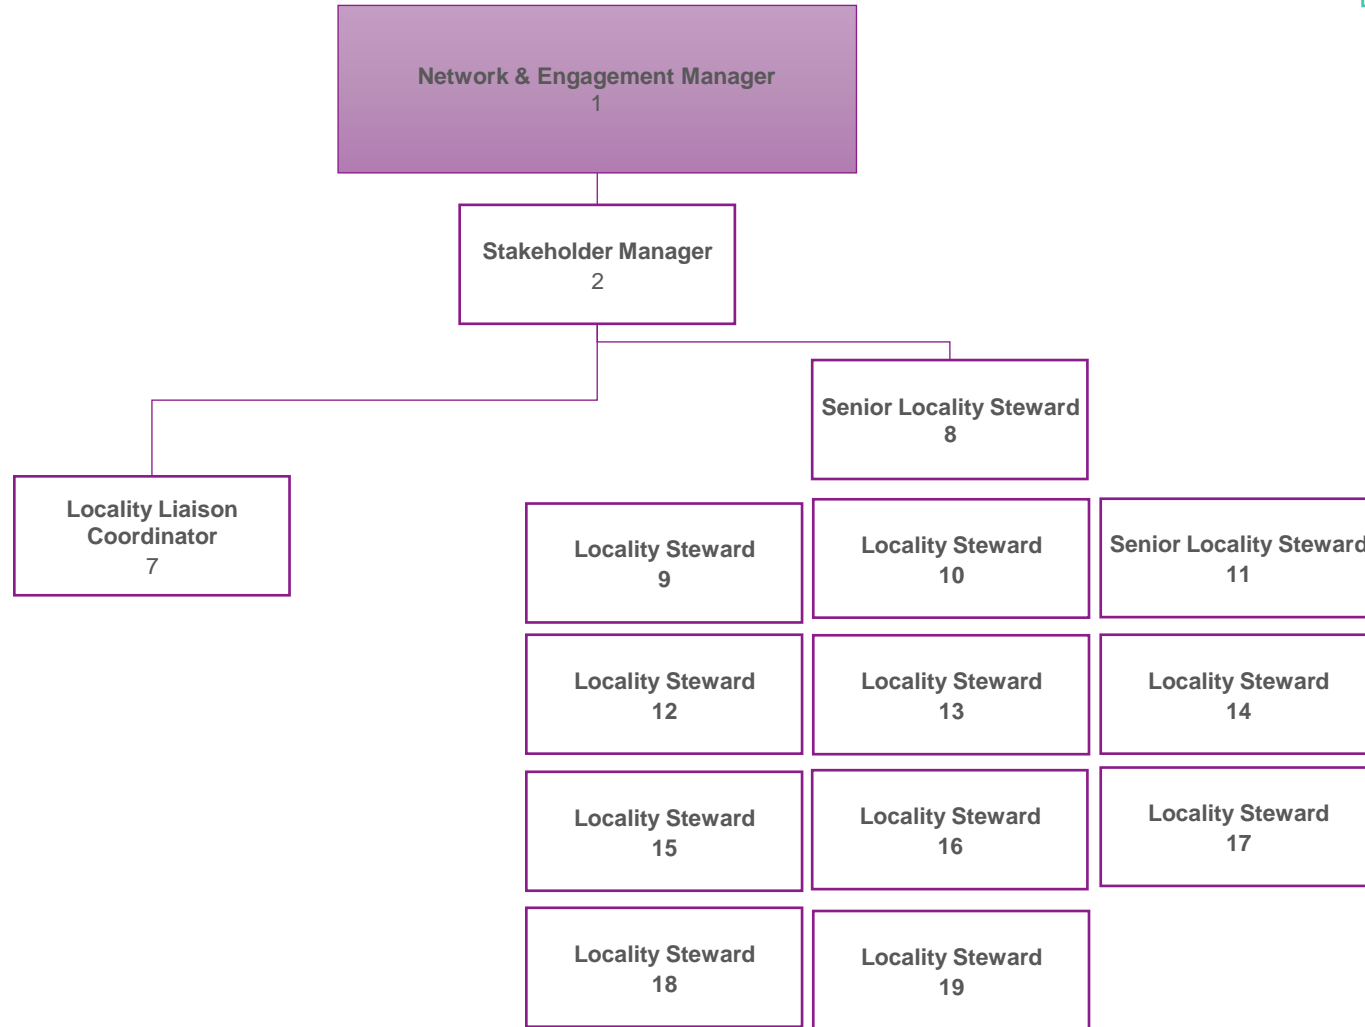 Network & Engagement Manager
1
Stakeholder Manager
2
Senior Locality Steward
8
Locality Liaison
Coordinator
7
Locality Steward
9
Locality Steward
10
Senior Locality Steward
11
Locality Steward
12
Locality Steward
13
Locality Steward
14
Locality Steward
15
Locality Steward
16
Locality Steward
17
Locality Steward
18
Locality Steward
19